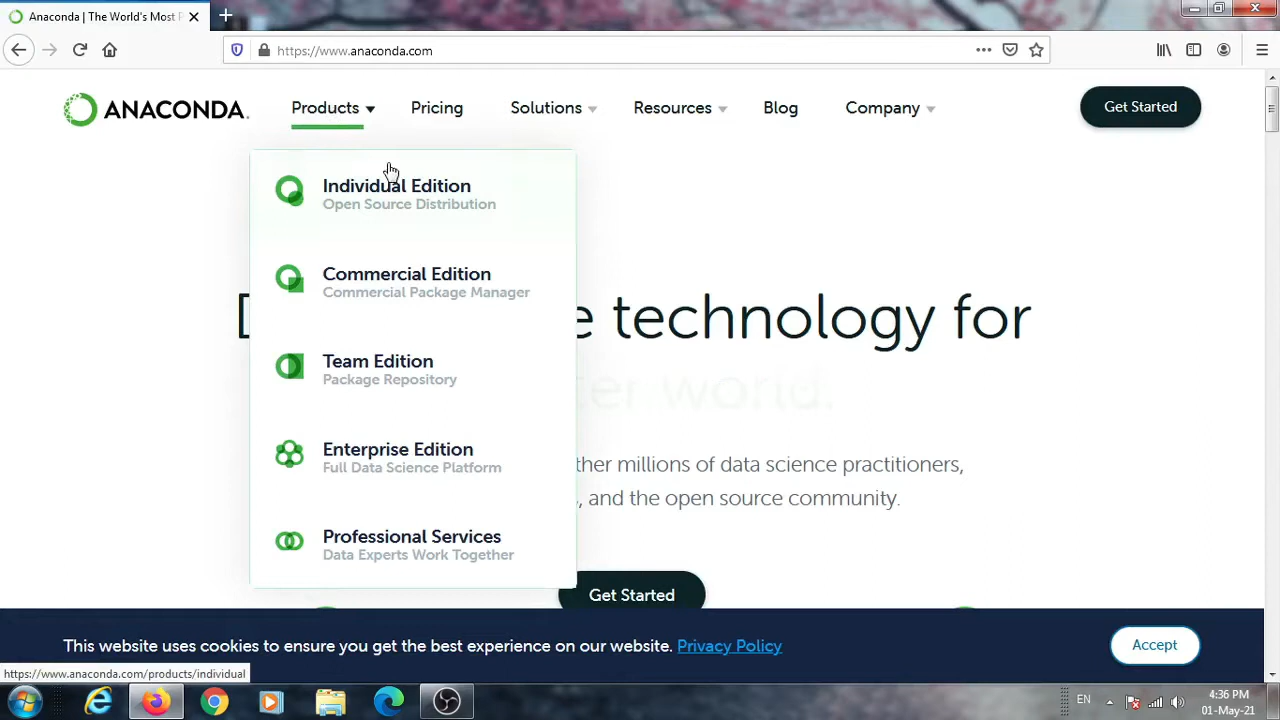 Anaconda | The World's Most P
https://www.anaconda.com
ANACONDA.
Products
Pricing
Solutions
Resources
Blog
Company
Get Started
Individual Edition
Open Source Distribution
Commercial Edition
Commercial Package Manager
Team Edition
Package Repository
Enterprise Edition
Full Data Science Platform
Professional Services
Data Experts Work Together
technology for
world.
millions of data science practitioners,
and the open source community.
Get Started
This website uses cookies to ensure you get the best experience on our website. Privacy Policy
Accept
https://www.anaconda.com/products/individual
EN
4:36 PM
01-May-21